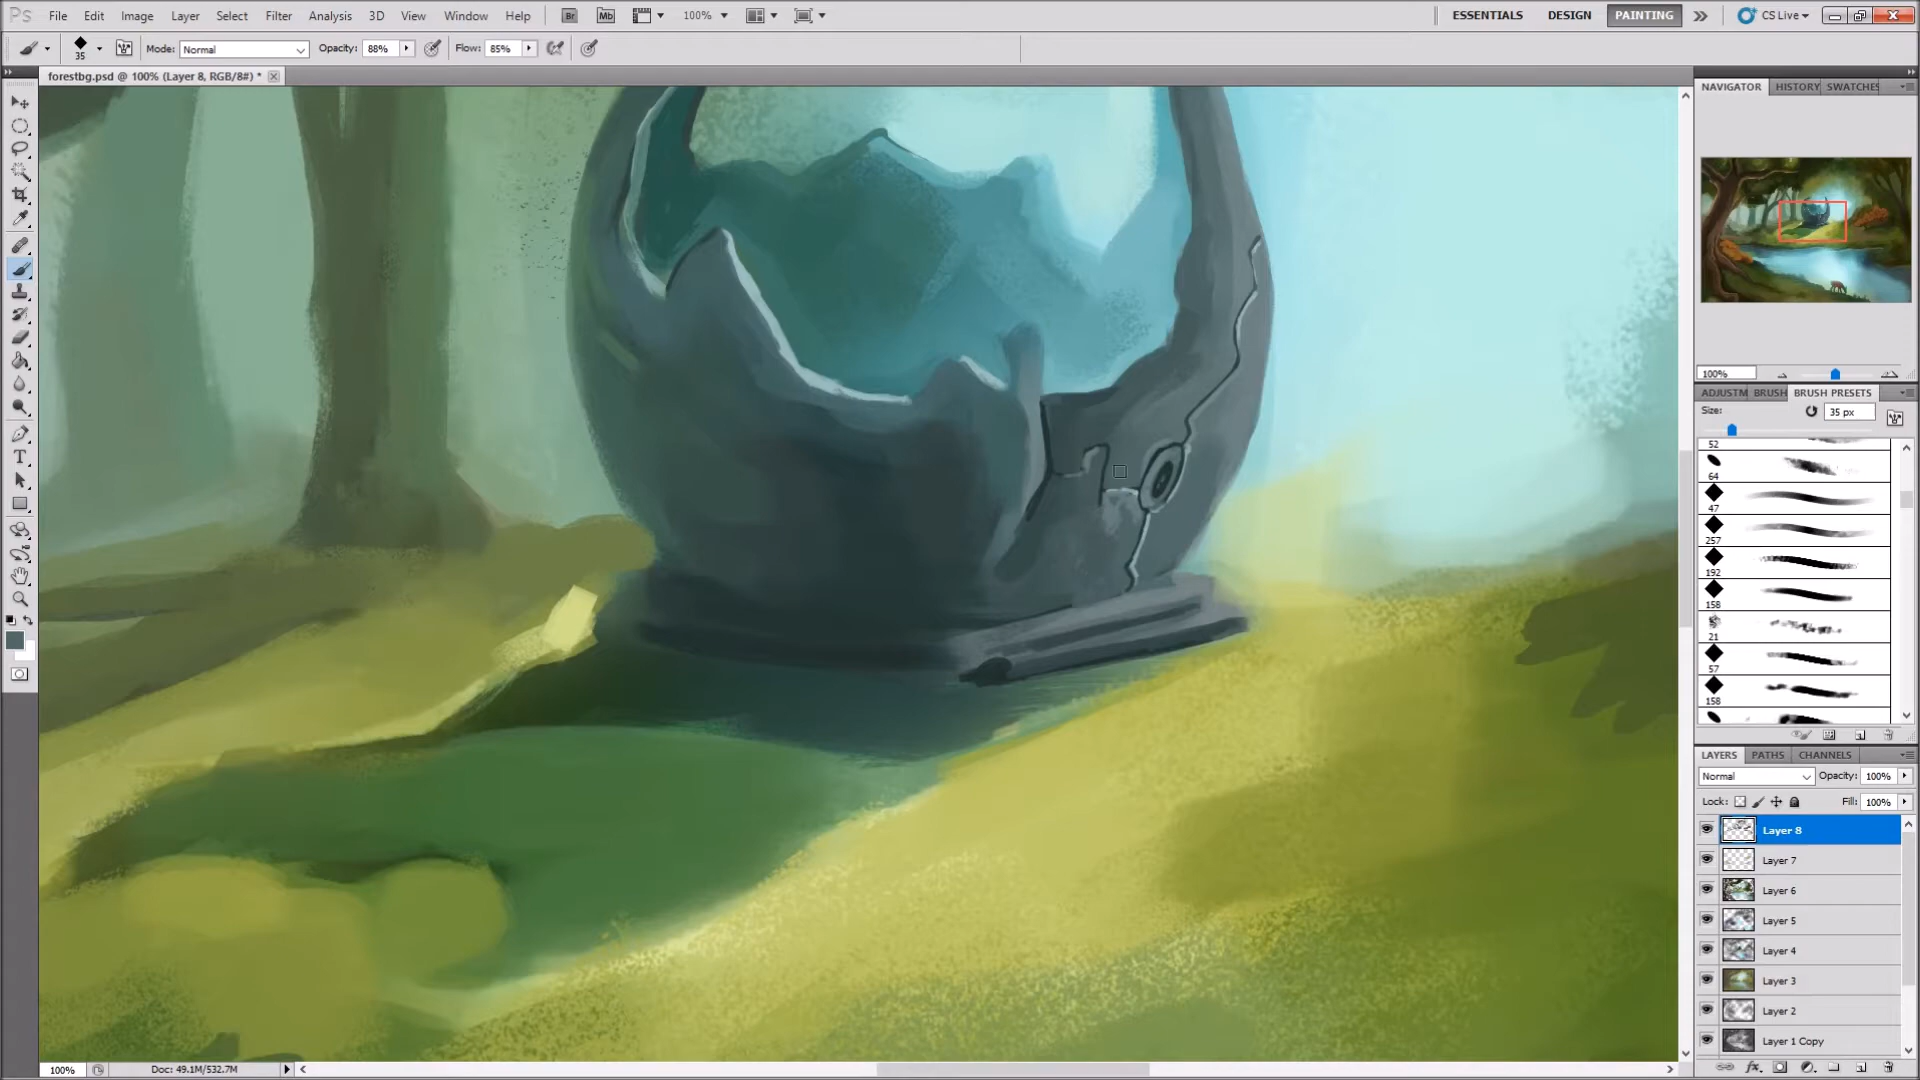 Ps File Edit Image Layer Select Filter Analysis 3D View Window Help Br Mb 100% ESSENTIALS DESIGN PAINTING CS Live
35 Mode: Normal Opacity: 88% Flow: 85%
forestbg.psd @ 100% (Layer 8, RGB/8#) *
NAVIGATOR HISTORY SWATCHES
100%
ADJUSTM BRUSH BRUSH PRESETS
Size: 35 px
52
64
47
257
192
158
21
57
158
LAYERS PATHS CHANNELS
Normal Opacity: 100%
Lock: Fill: 100%
Layer 8
Layer 7
Layer 6
Layer 5
Layer 4
Layer 3
Layer 2
Layer 1 Copy
100% Doc: 49.1M/532.7M